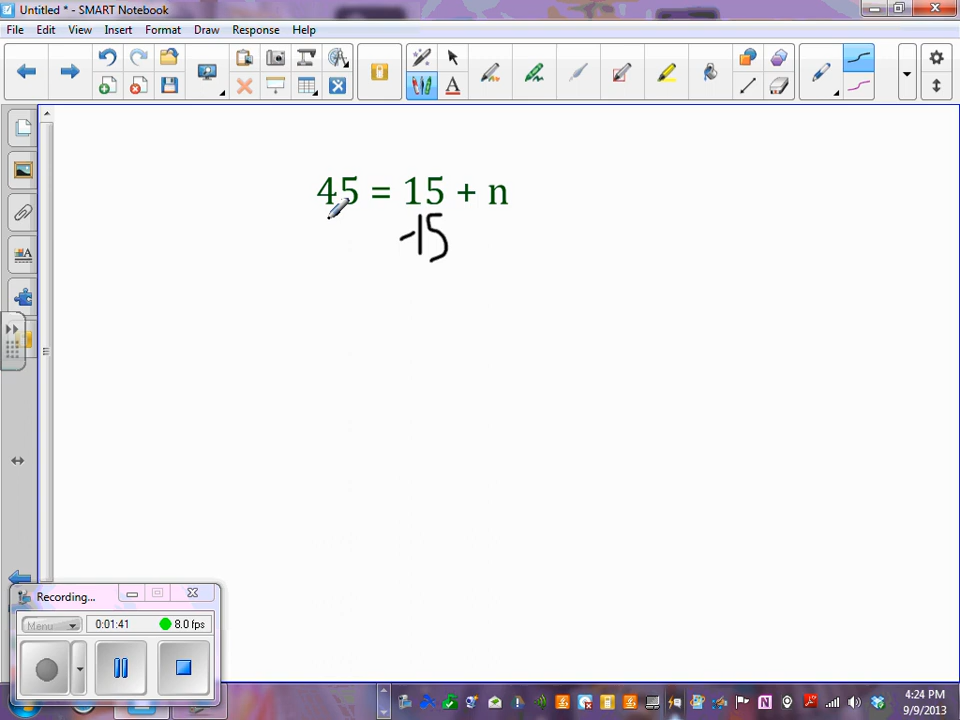 Untitled * - SMART Notebook
File Edit View Insert Format Draw Response Help
45 = 15 + n
-15
Recording...
Menu 0:01:41 8.0 fps
4:24 PM
9/9/2013